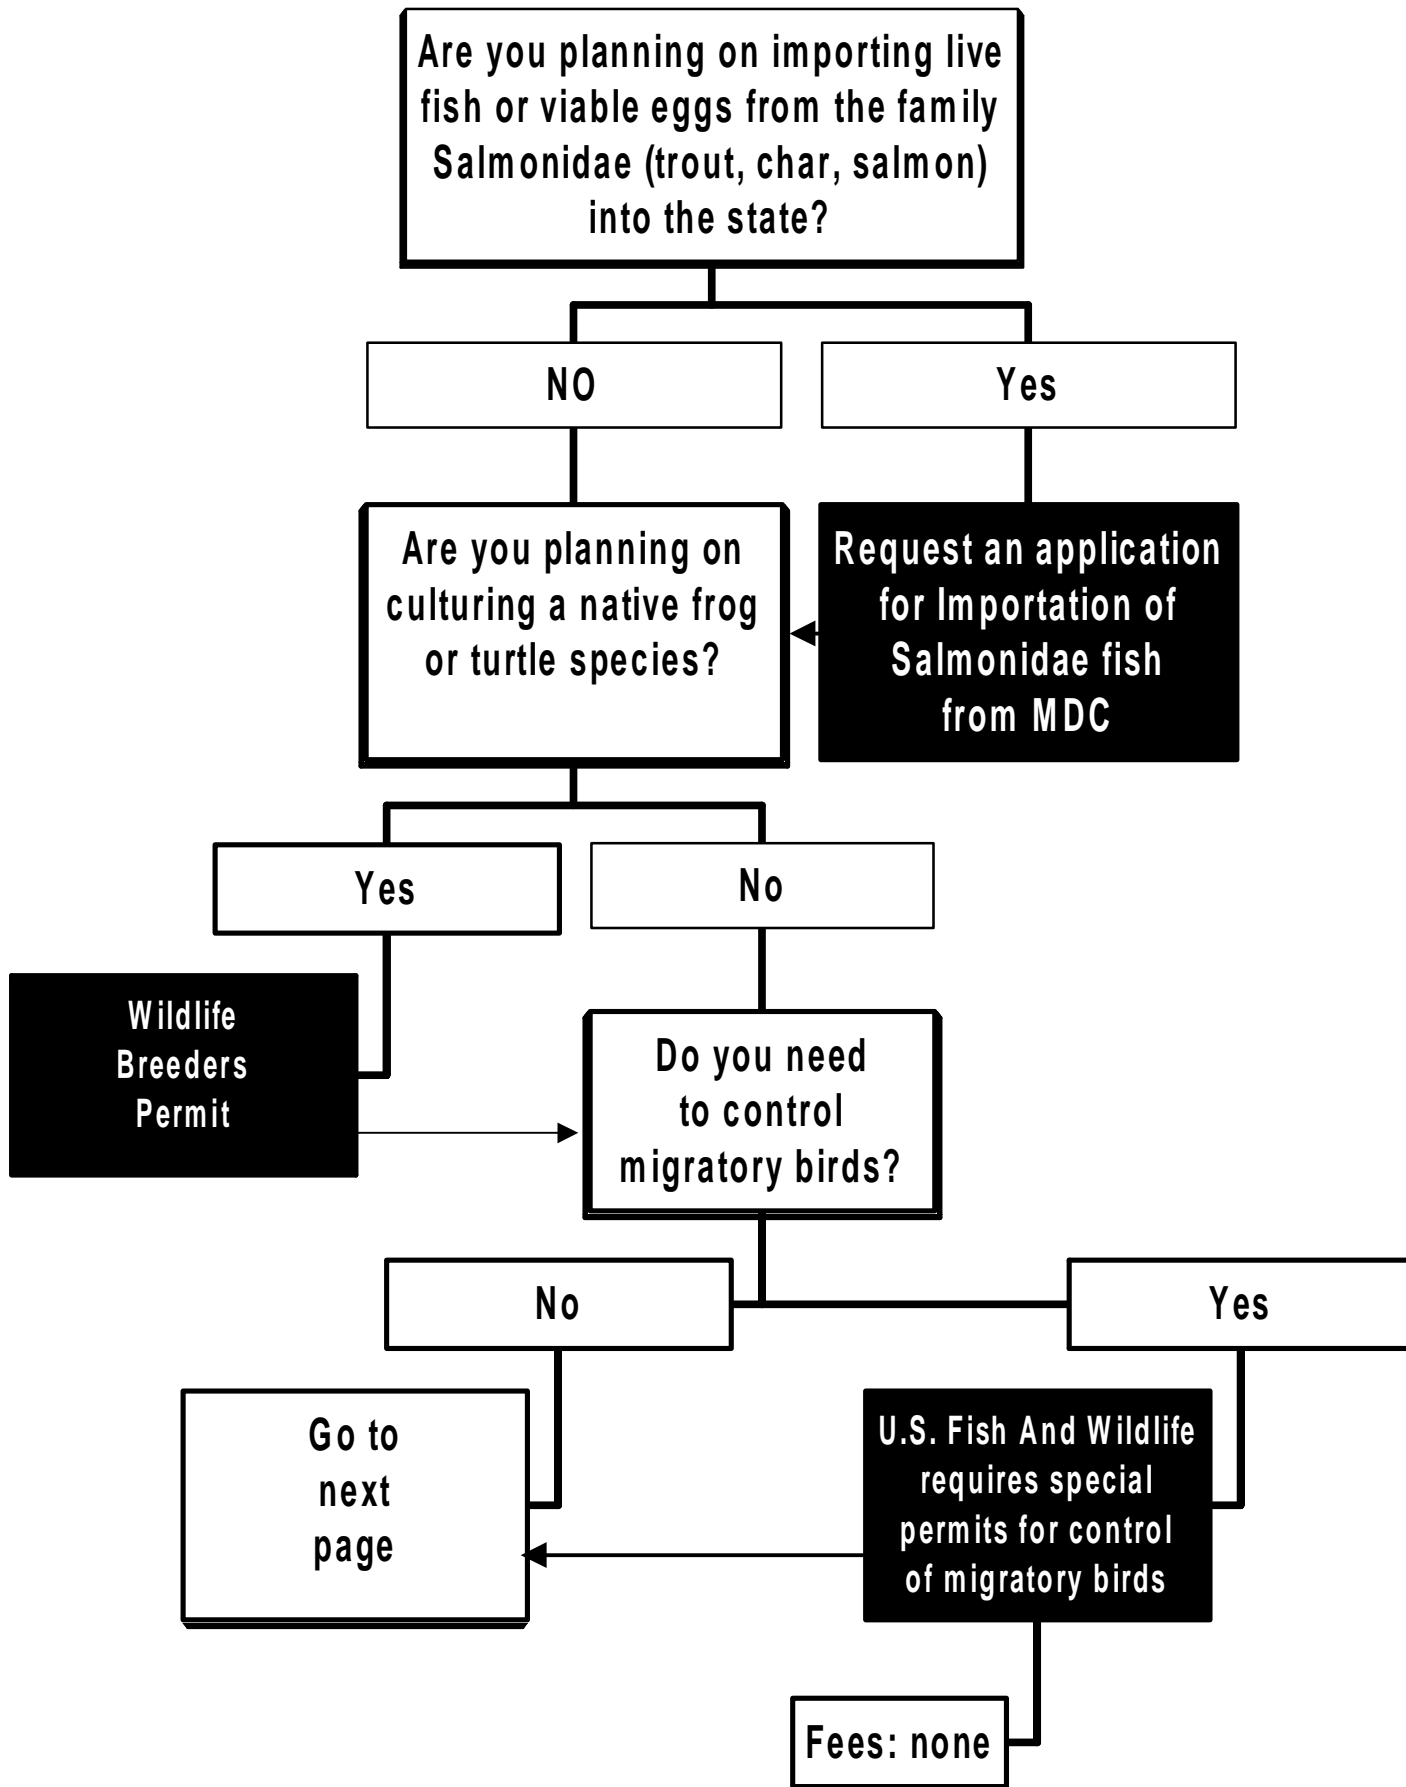 Are you planning on importing live
fish or viable eggs from the family
Salmonidae (trout, char, salmon)
into the state?
NO
Yes
Are you planning on
culturing a native frog
or turtle species?
Request an application
for Importation of
Salmonidae fish
from MDC
Yes
No
Wildlife
Breeders
Permit
Do you need
to control
migratory birds?
No
Yes
Go to
next
page
U.S. Fish And Wildlife
requires special
permits for control
of migratory birds
Fees: none